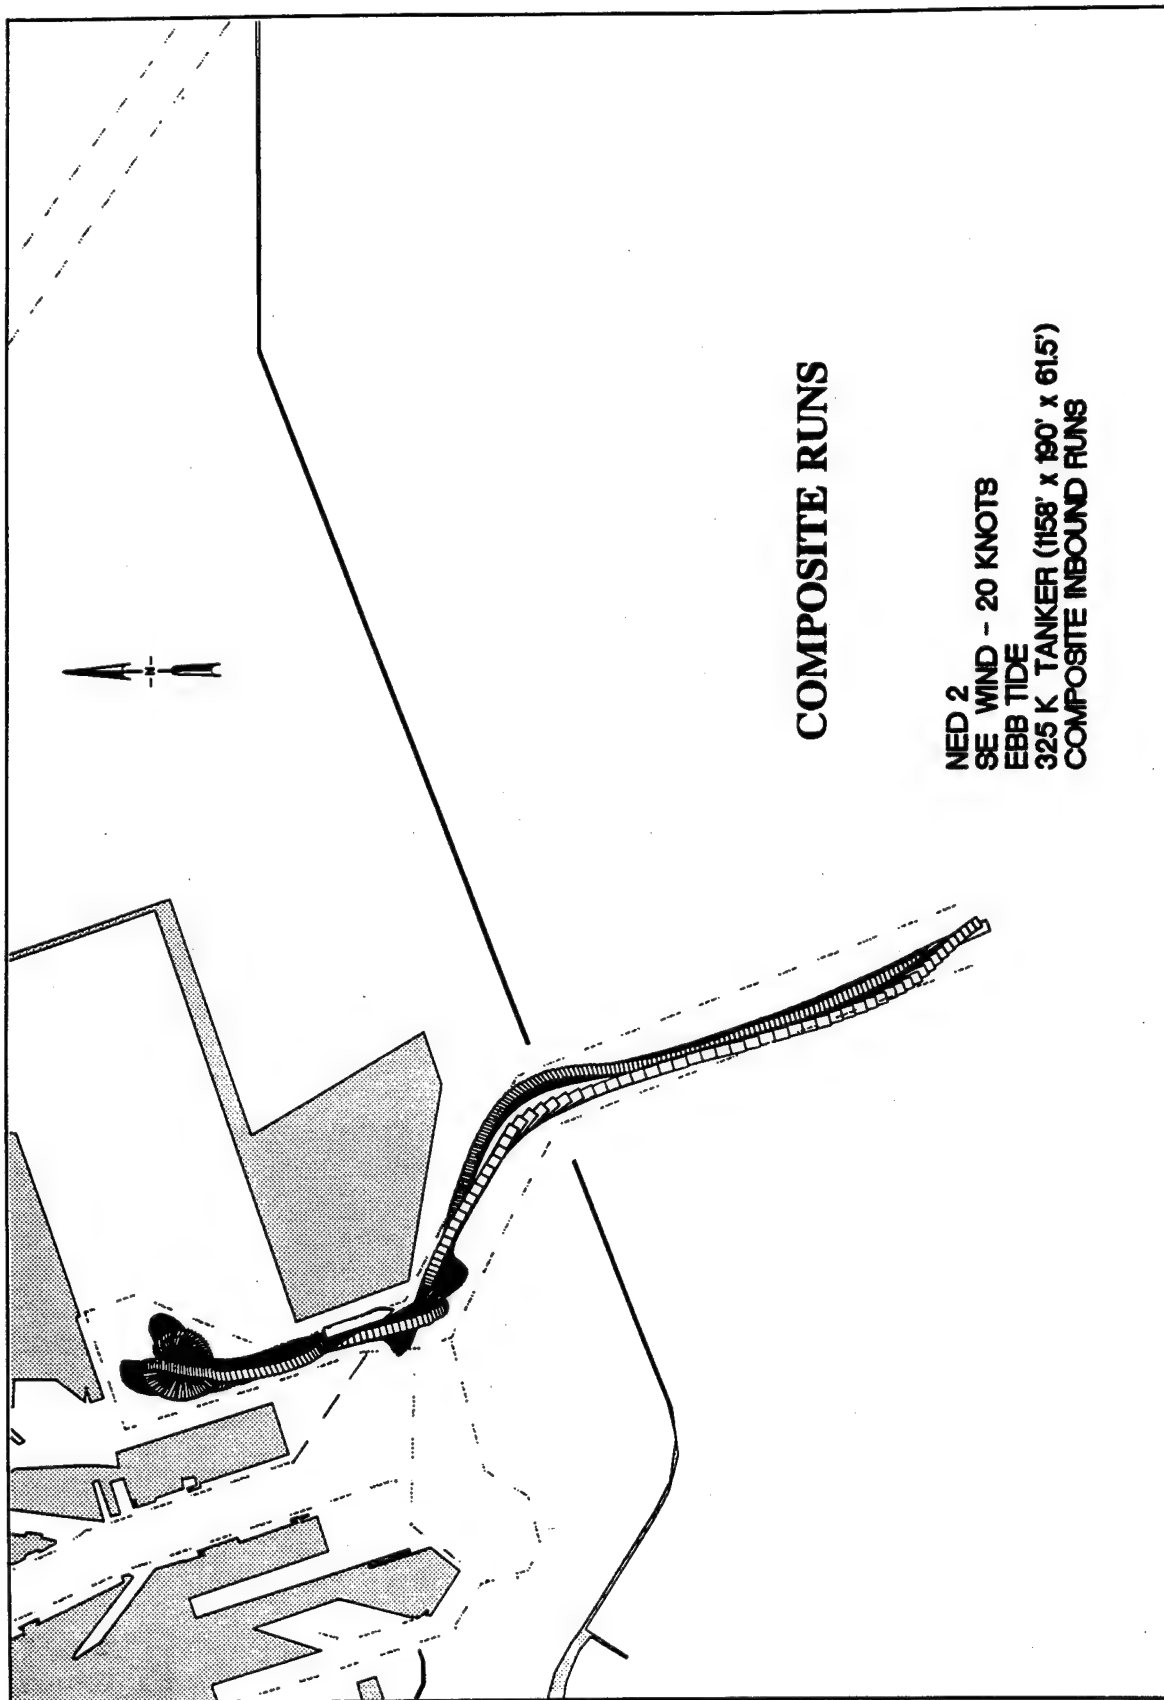 N
COMPOSITE RUNS
NED 2
SE WIND - 20 KNOTS
EBB TIDE
325 K TANKER (1158' x 190' x 61.5')
COMPOSITE INBOUND RUNS